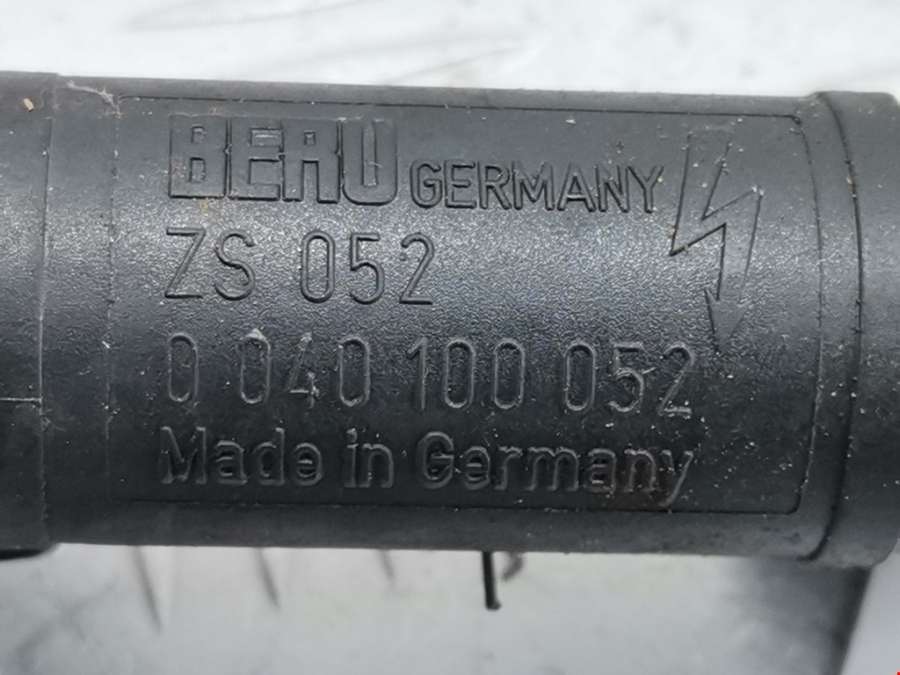 BERU GERMANY
ZS 052
0 040 100 052
Made in Germany